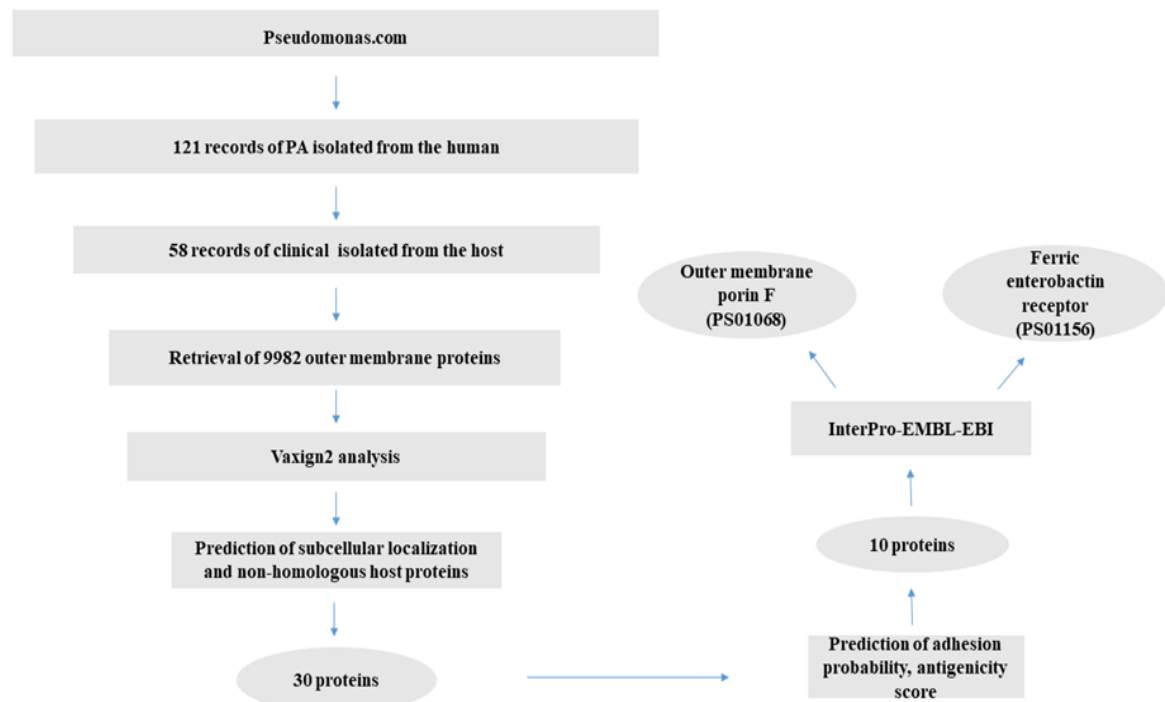 Pseudomonas.com
121 records of PA isolated from the human
58 records of clinical isolated from the host
Retrieval of 9982 outer membrane proteins
Vaxign2 analysis
Prediction of subcellular localization
and non-homologous host proteins
30 proteins
Prediction of adhesion
probability, antigenicity
score
10 proteins
InterPro-EMBL-EBI
Outer membrane
porin F
(PS01068)
Ferric
enterobactin
receptor
(PS01156)